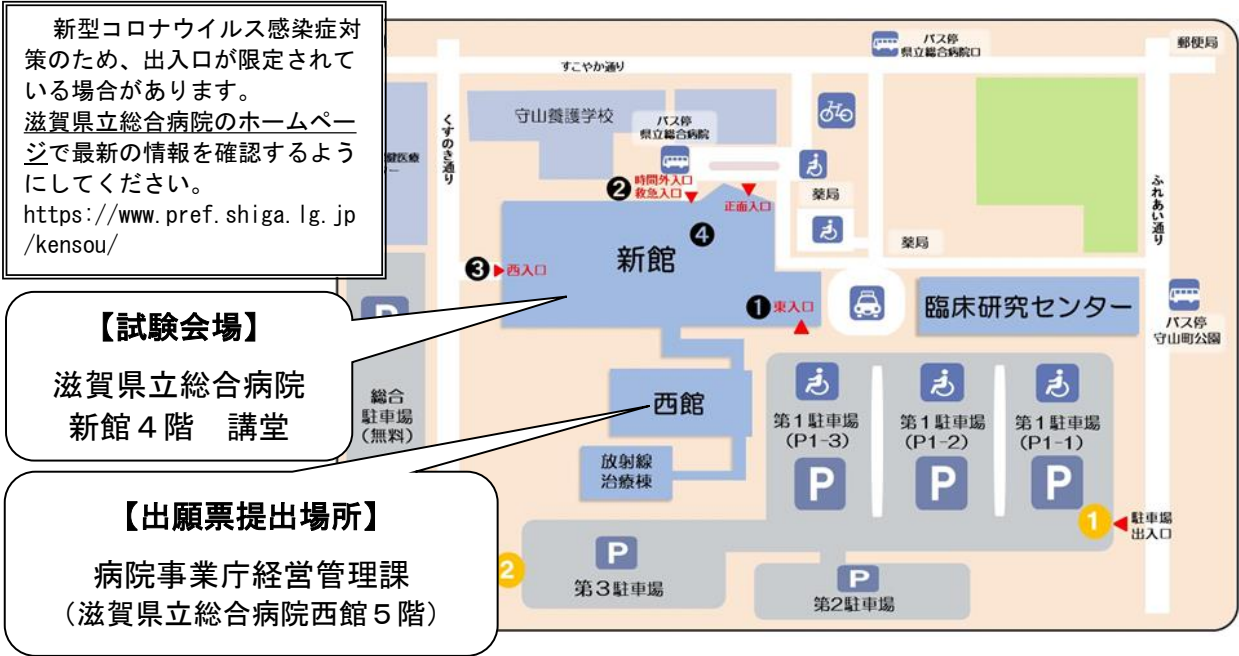 新型コロナウイルス感染症対
策のため、出入口が限定されて
いる場合があります。
滋賀県立総合病院のホームペー
ジで最新の情報を確認するよう
にしてください。
https://www.pref.shiga.lg.jp
/kensou/
すこやか通り
バス停
県立総合病院口
郵便局
くすのき通り
守山養護学校
バス停
県立総合病院
健医療
ー
❷
時間外入口
救急入口
正面入口
薬局
薬局
ふれあい通り
❹
新館
❸
西入口
❶
東入口
臨床研究センター
バス停
守山町公園
【試験会場】
滋賀県立総合病院
新館４階　講堂
P
総合
駐車場
(無料)
西館
放射線
治療棟
第1駐車場
(P1-3)
P
第1駐車場
(P1-2)
P
第1駐車場
(P1-1)
P
1
駐車場
出入口
【出願票提出場所】
病院事業庁経営管理課
（滋賀県立総合病院西館５階）
2
P
第3駐車場
P
第2駐車場